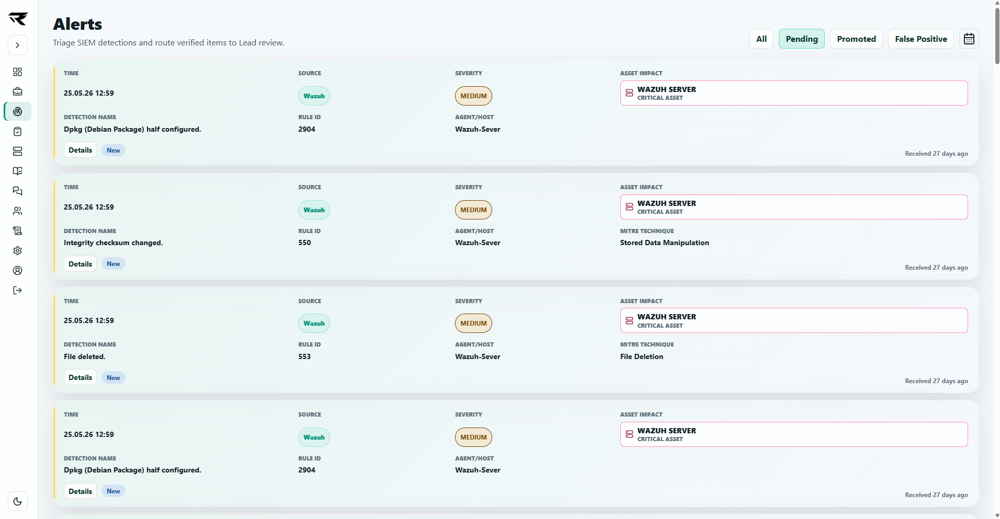 Alerts
Triage SIEM detections and route verified items to Lead review.
All Pending Promoted False Positive
TIME SOURCE SEVERITY ASSET IMPACT
25.05.26 12:59 Wazuh MEDIUM WAZUH SERVER
CRITICAL ASSET
DETECTION NAME RULE ID AGENT/HOST
Dpkg (Debian Package) half configured. 2904 Wazuh-Sever
Details New Received 27 days ago
TIME SOURCE SEVERITY ASSET IMPACT
25.05.26 12:59 Wazuh MEDIUM WAZUH SERVER
CRITICAL ASSET
DETECTION NAME RULE ID AGENT/HOST MITRE TECHNIQUE
Integrity checksum changed. 550 Wazuh-Sever Stored Data Manipulation
Details New Received 27 days ago
TIME SOURCE SEVERITY ASSET IMPACT
25.05.26 12:59 Wazuh MEDIUM WAZUH SERVER
CRITICAL ASSET
DETECTION NAME RULE ID AGENT/HOST MITRE TECHNIQUE
File deleted. 553 Wazuh-Sever File Deletion
Details New Received 27 days ago
TIME SOURCE SEVERITY ASSET IMPACT
25.05.26 12:59 Wazuh MEDIUM WAZUH SERVER
CRITICAL ASSET
DETECTION NAME RULE ID AGENT/HOST
Dpkg (Debian Package) half configured. 2904 Wazuh-Sever
Details New Received 27 days ago